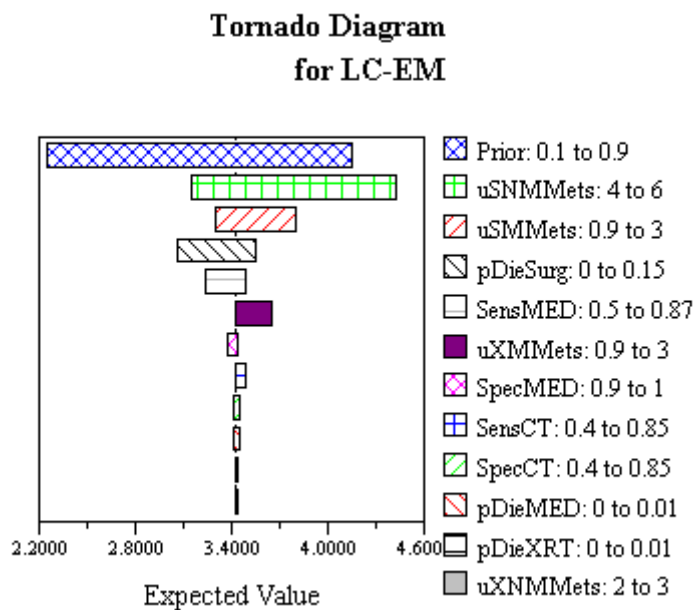 Tornado Diagram
for LC-EM
Prior: 0.1 to 0.9
uSNMMets: 4 to 6
uSMMets: 0.9 to 3
pDieSurg: 0 to 0.15
SensMED: 0.5 to 0.87
uXMMets: 0.9 to 3
SpecMED: 0.9 to 1
SensCT: 0.4 to 0.85
SpecCT: 0.4 to 0.85
pDieMED: 0 to 0.01
pDieXRT: 0 to 0.01
uXNMMets: 2 to 3
2.2000 2.8000 3.4000 4.0000 4.600
Expected Value